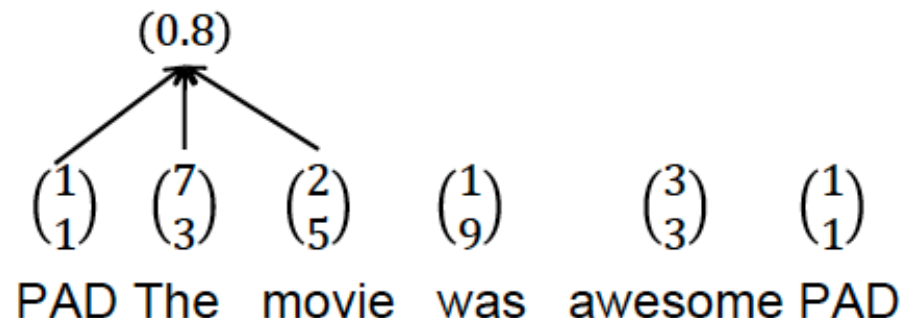 (0.8)
(1 1) (7 3) (2 5) (1 9) (3 3) (1 1)
PAD The movie was awesome PAD